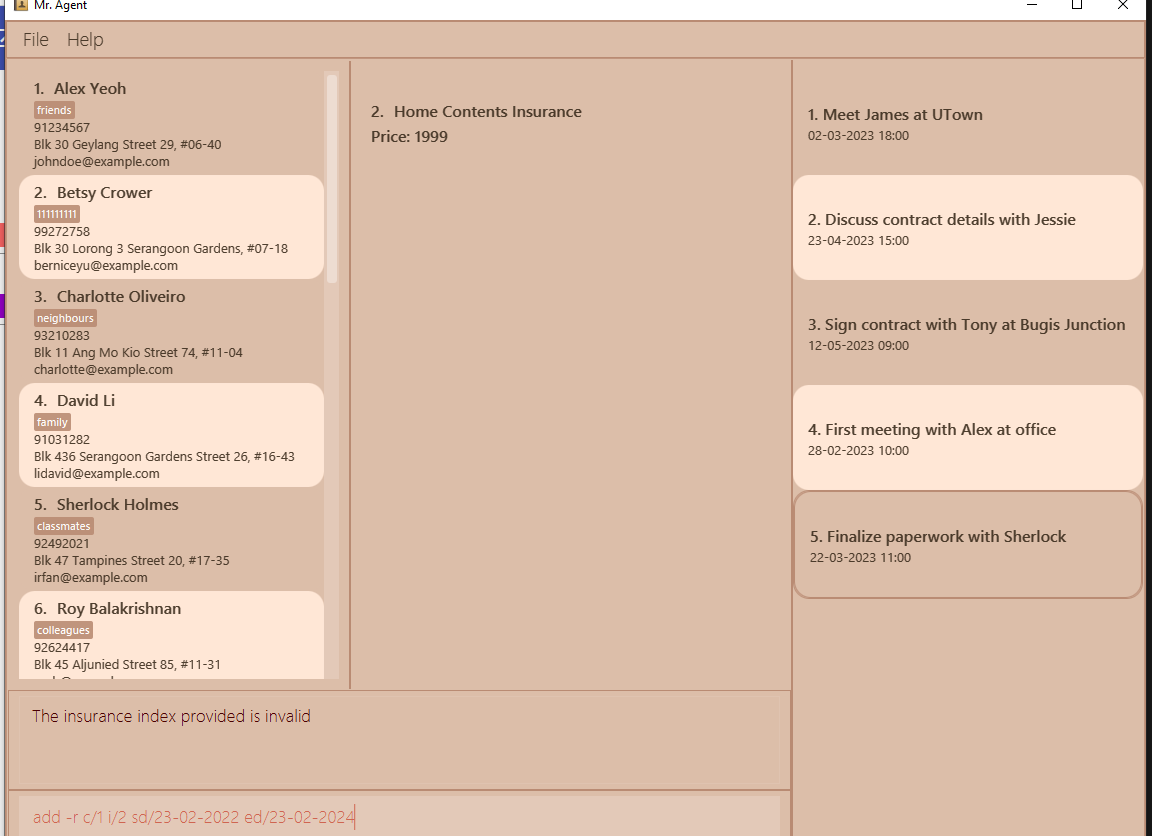 Mr. Agent
File Help
1. Alex Yeoh
friends
91234567
Blk 30 Geylang Street 29, #06-40
johndoe@example.com
2. Betsy Crower
111111111
99272758
Blk 30 Lorong 3 Serangoon Gardens, #07-18
berniceyu@example.com
3. Charlotte Oliveiro
neighbours
93210283
Blk 11 Ang Mo Kio Street 74, #11-04
charlotte@example.com
4. David Li
family
91031282
Blk 436 Serangoon Gardens Street 26, #16-43
lidavid@example.com
5. Sherlock Holmes
classmates
92492021
Blk 47 Tampines Street 20, #17-35
irfan@example.com
6. Roy Balakrishnan
colleagues
92624417
Blk 45 Aljunied Street 85, #11-31
2. Home Contents Insurance
Price: 1999
1. Meet James at UTown
02-03-2023 18:00
2. Discuss contract details with Jessie
23-04-2023 15:00
3. Sign contract with Tony at Bugis Junction
12-05-2023 09:00
4. First meeting with Alex at office
28-02-2023 10:00
5. Finalize paperwork with Sherlock
22-03-2023 11:00
The insurance index provided is invalid
add -r c/1 i/2 sd/23-02-2022 ed/23-02-2024